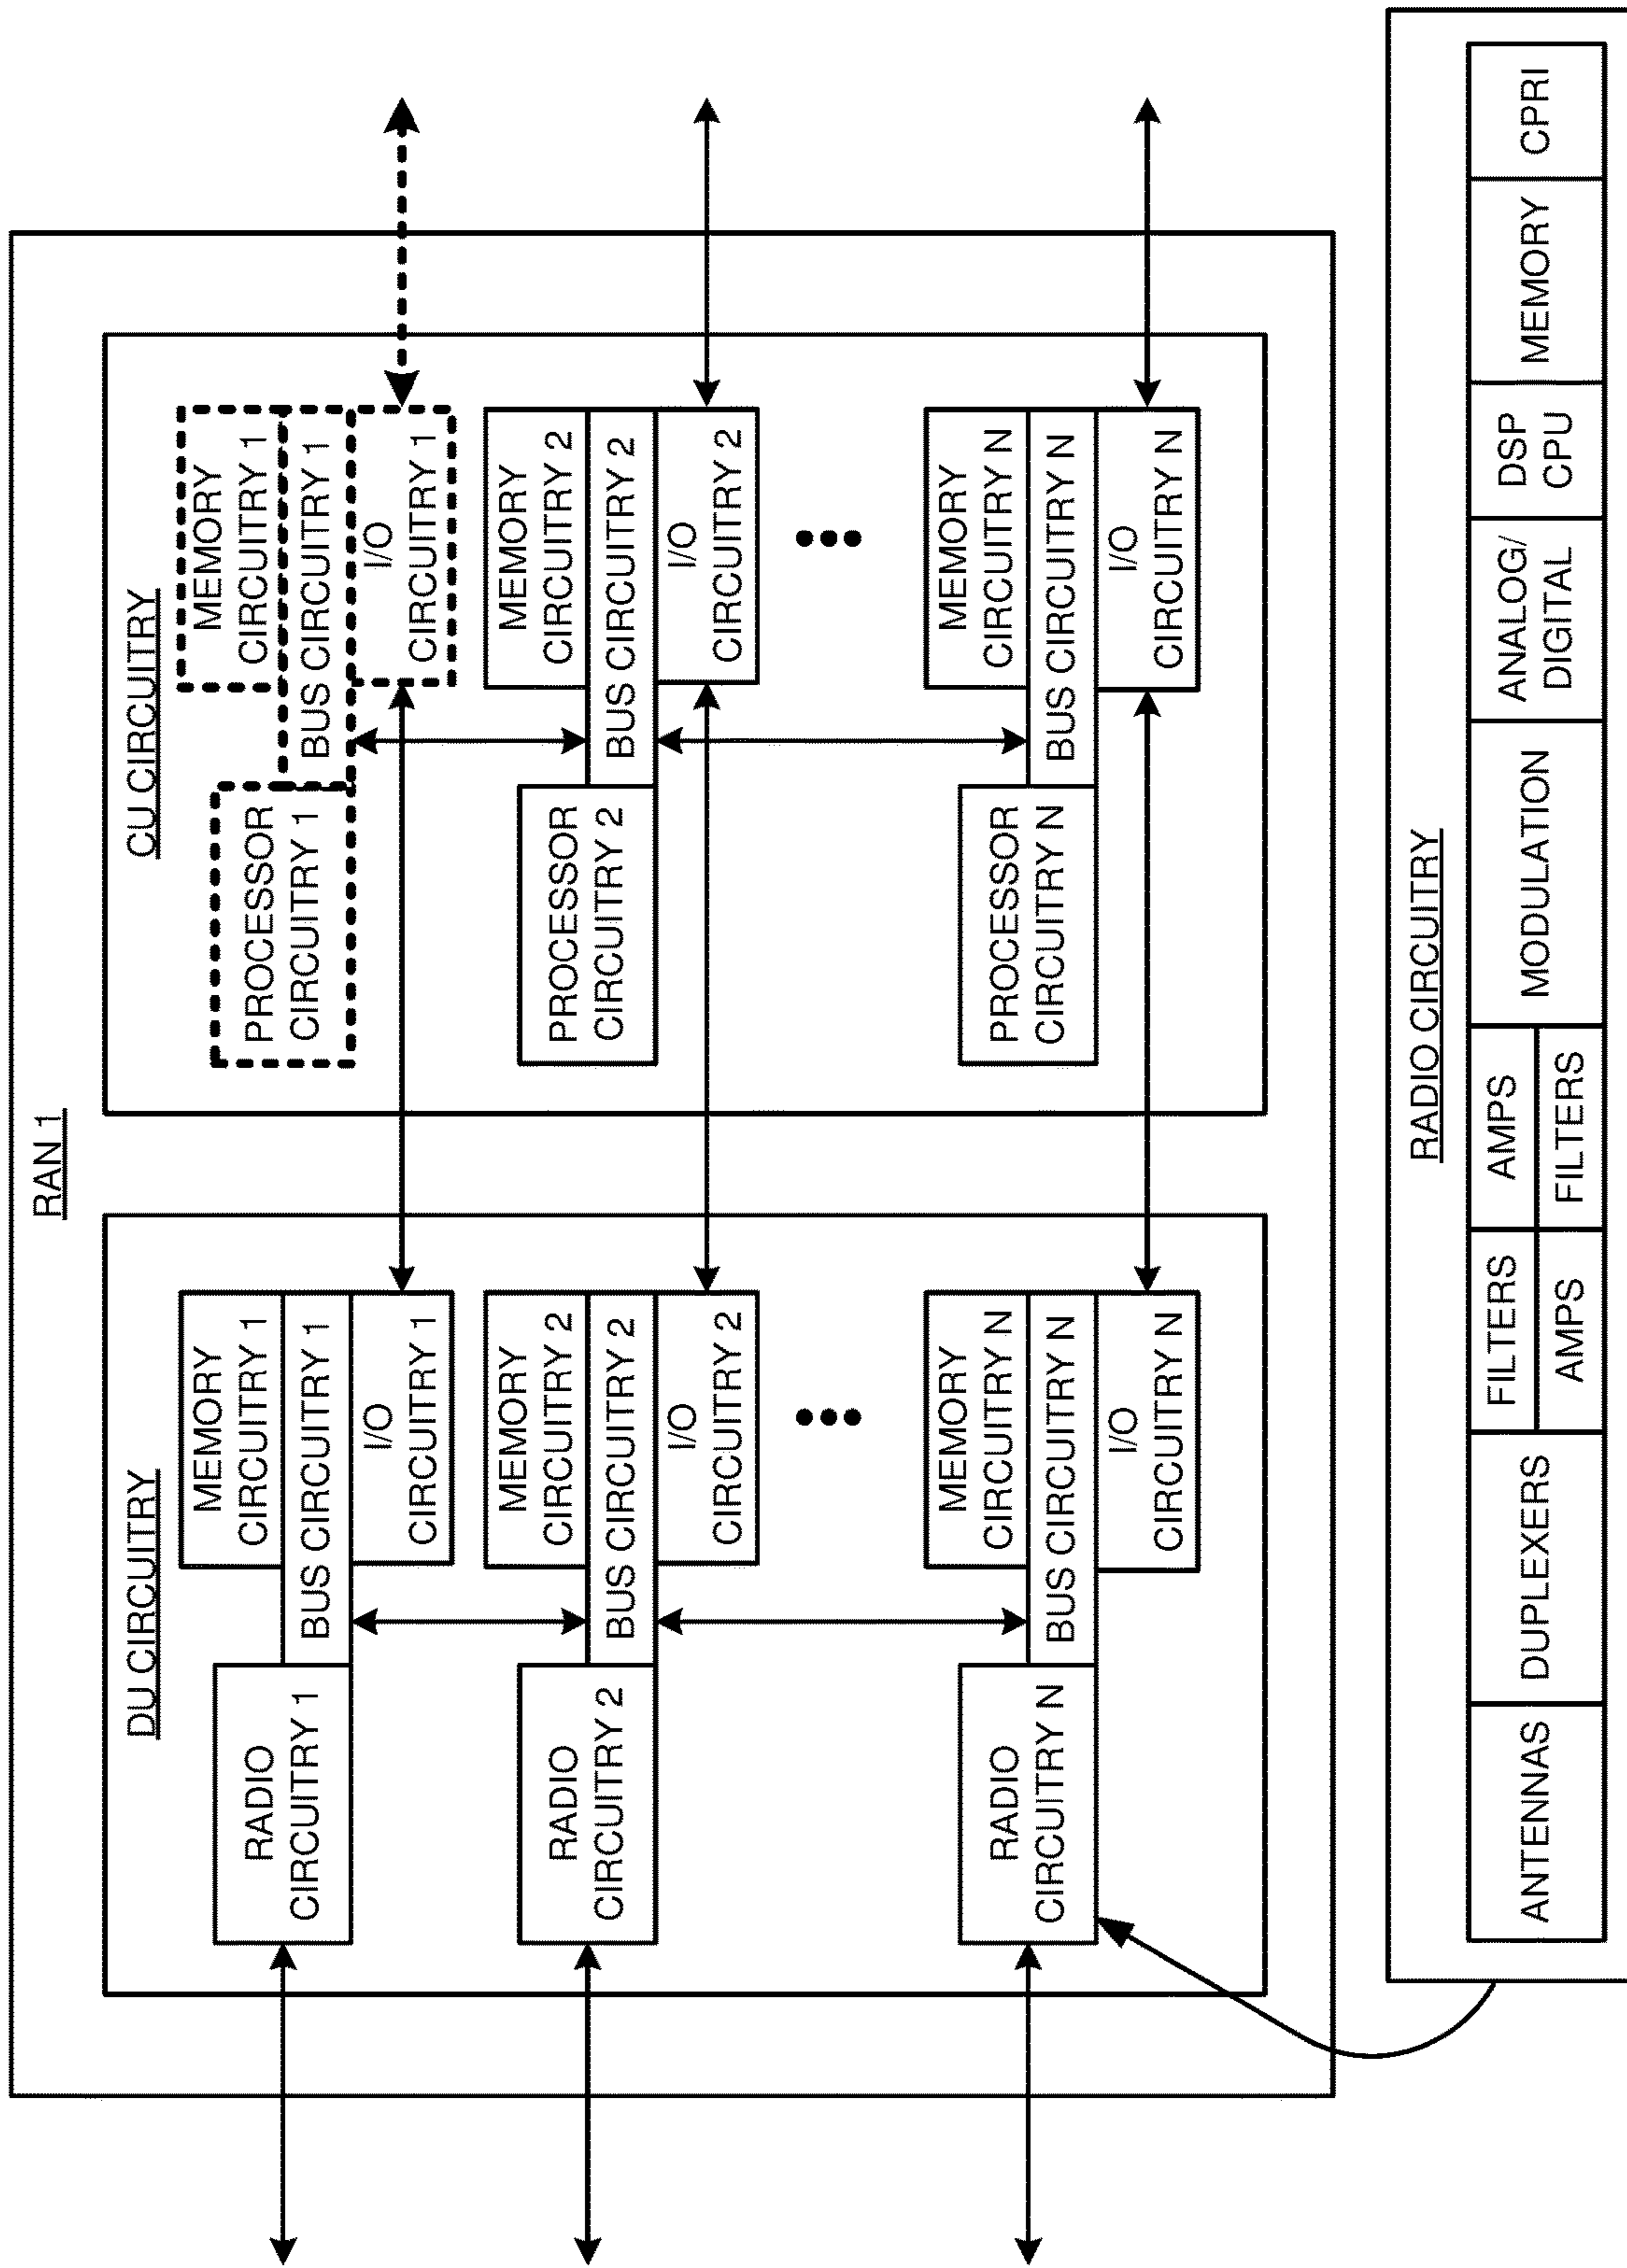 RAN 1
DU CIRCUITRY
RADIO
CIRCUITRY 1
MEMORY
CIRCUITRY 1
BUS CIRCUITRY 1
I/O
CIRCUITRY 1
RADIO
CIRCUITRY 2
MEMORY
CIRCUITRY 2
BUS CIRCUITRY 2
I/O
CIRCUITRY 2
RADIO
CIRCUITRY N
MEMORY
CIRCUITRY N
BUS CIRCUITRY N
I/O
CIRCUITRY N
CU CIRCUITRY
PROCESSOR
CIRCUITRY 1
MEMORY
CIRCUITRY 1
BUS CIRCUITRY 1
I/O
CIRCUITRY 1
PROCESSOR
CIRCUITRY 2
MEMORY
CIRCUITRY 2
BUS CIRCUITRY 2
I/O
CIRCUITRY 2
PROCESSOR
CIRCUITRY N
MEMORY
CIRCUITRY N
BUS CIRCUITRY N
I/O
CIRCUITRY N
RADIO CIRCUITRY
ANTENNAS
DUPLEXERS
FILTERS
AMPS
AMPS
FILTERS
MODULATION
ANALOG/
DIGITAL
DSP
CPU
MEMORY
CPRI